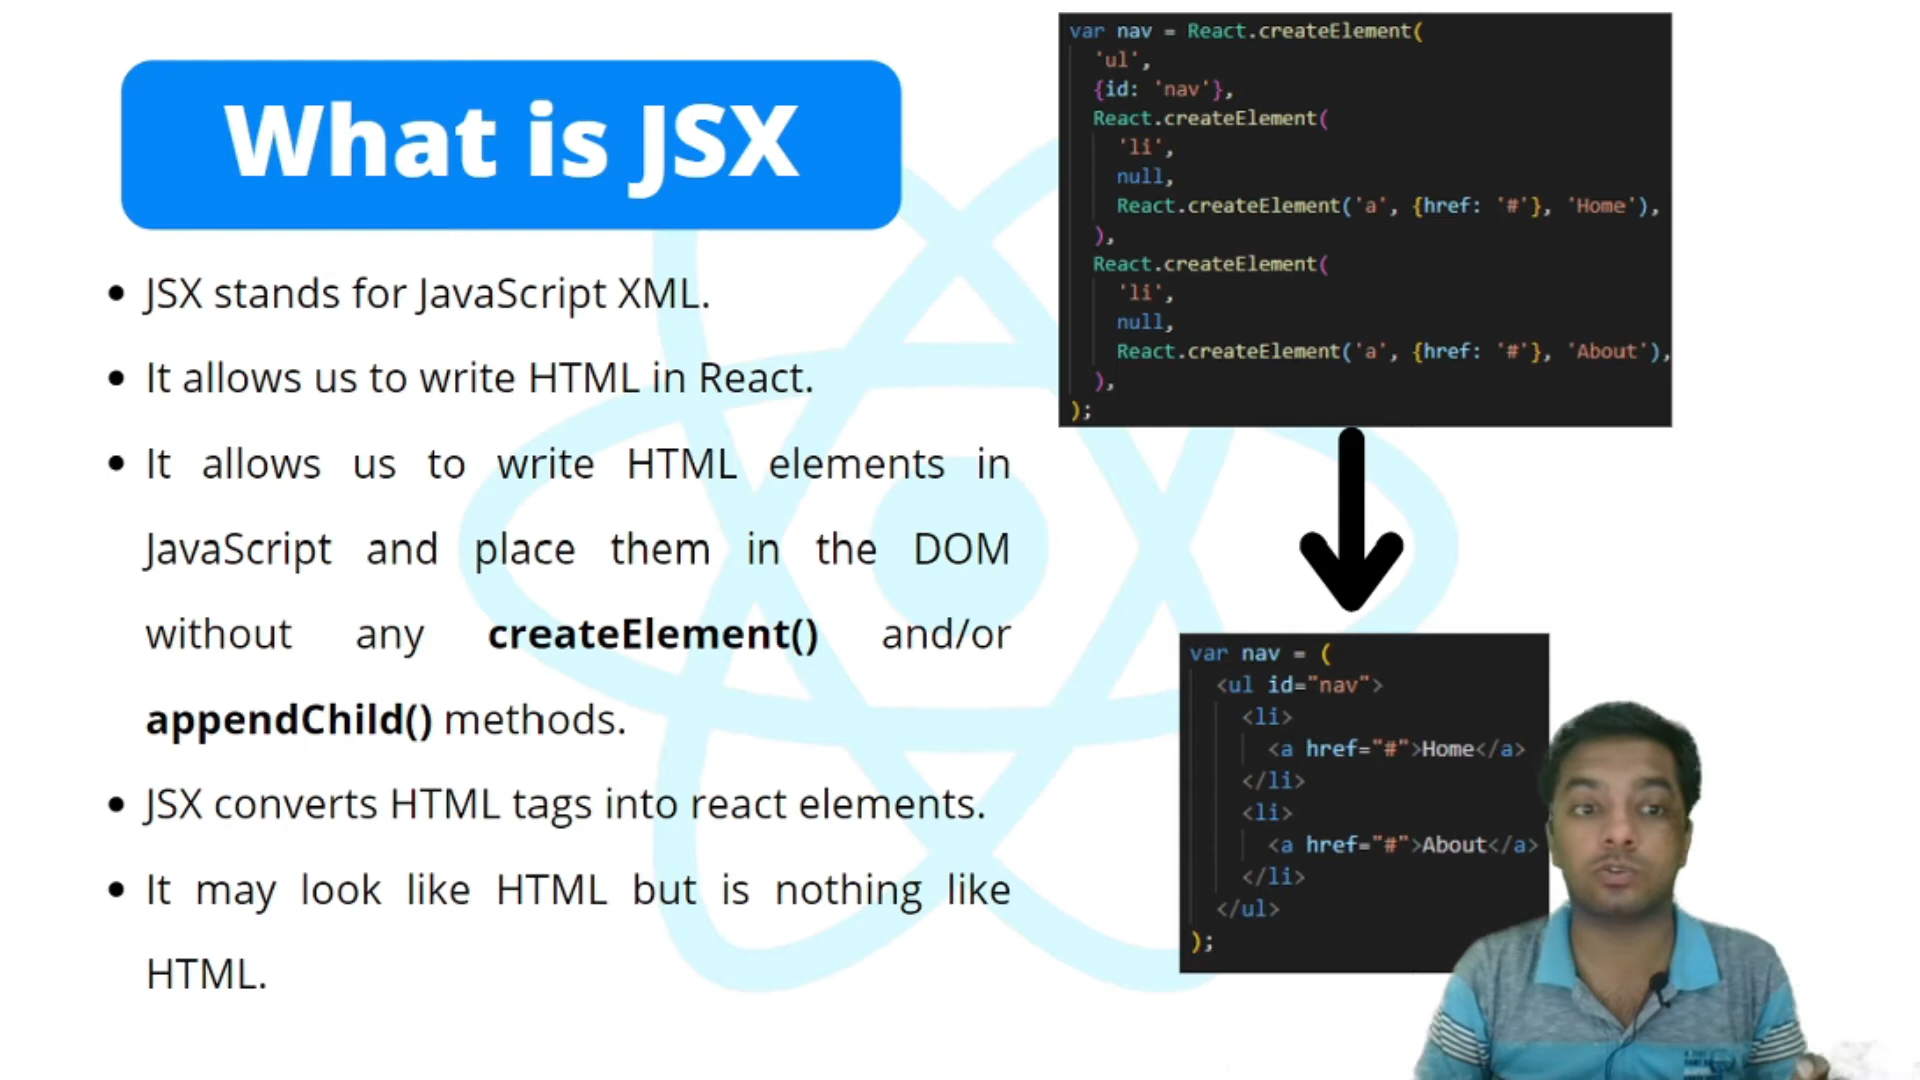 What is JSX
• JSX stands for JavaScript XML.
• It allows us to write HTML in React.
• It allows us to write HTML elements in
JavaScript and place them in the DOM
without any createElement() and/or
appendChild() methods.
• JSX converts HTML tags into react elements.
• It may look like HTML but is nothing like
HTML.
var nav = React.createElement(
'ul',
{id: 'nav'},
React.createElement(
'li',
null,
React.createElement('a', {href: '#'}, 'Home'),
),
React.createElement(
'li',
null,
React.createElement('a', {href: '#'}, 'About'),
),
);
var nav = (
<ul id="nav">
<li>
<a href="#">Home</a>
</li>
<li>
<a href="#">About</a>
</li>
</ul>
);